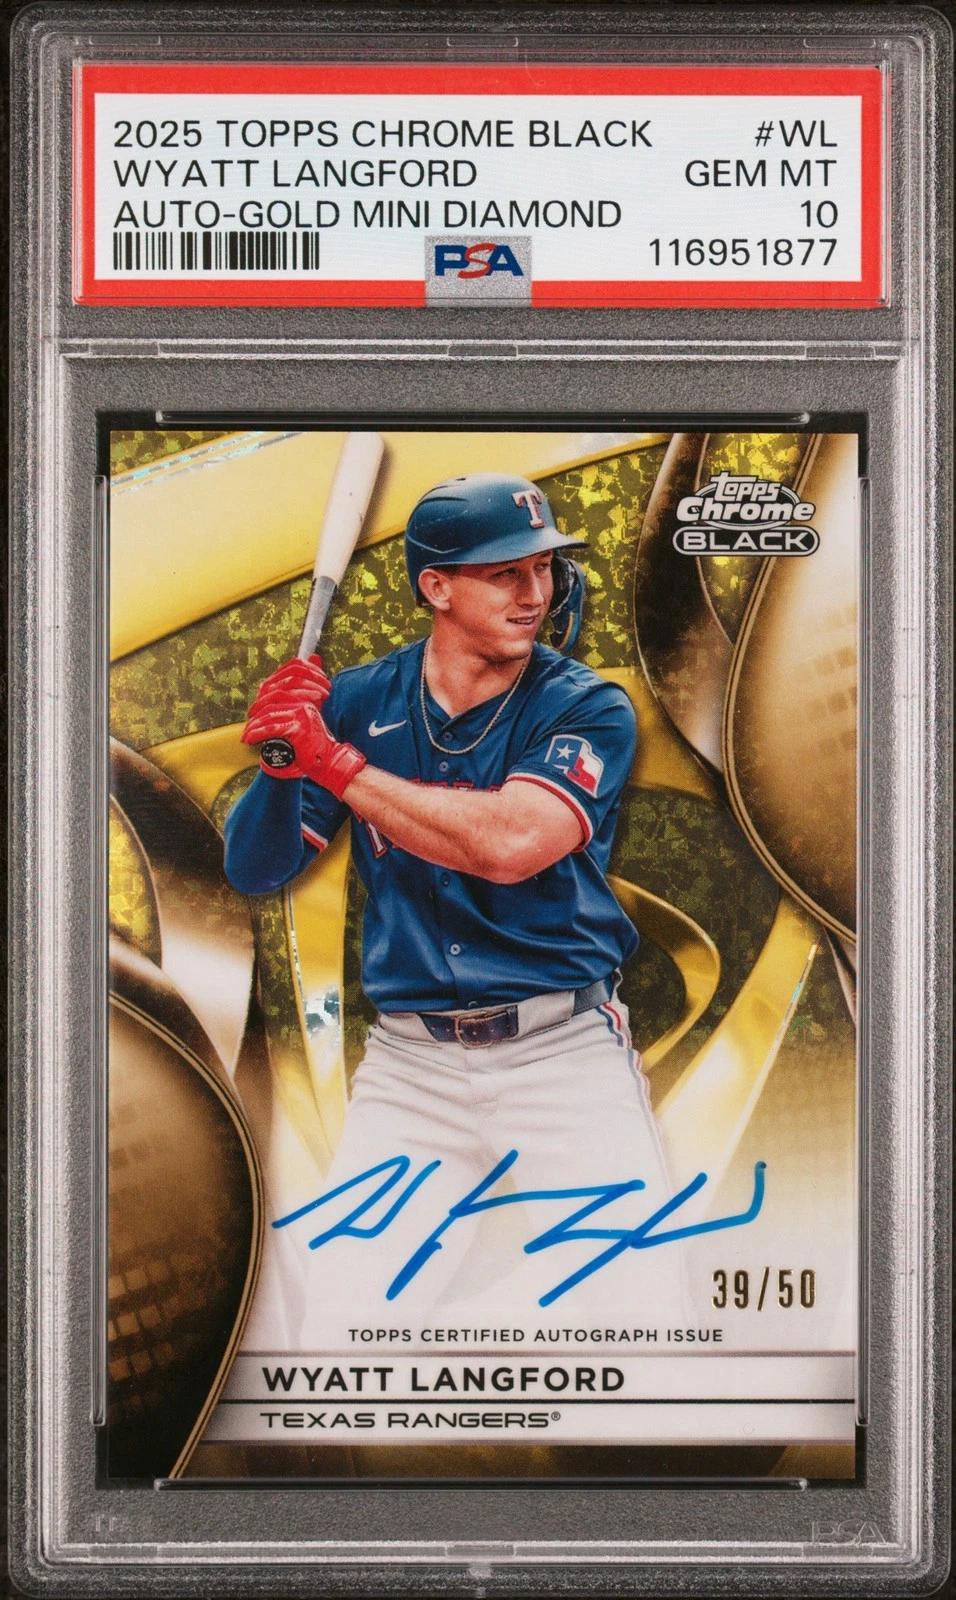 2025 TOPPS CHROME BLACK #WL
WYATT LANGFORD GEM MT
AUTO-GOLD MINI DIAMOND 10
PSA 116951877
T
topps
Chrome
BLACK
39/50
TOPPS CERTIFIED AUTOGRAPH ISSUE
WYATT LANGFORD
TEXAS RANGERS®
PSA